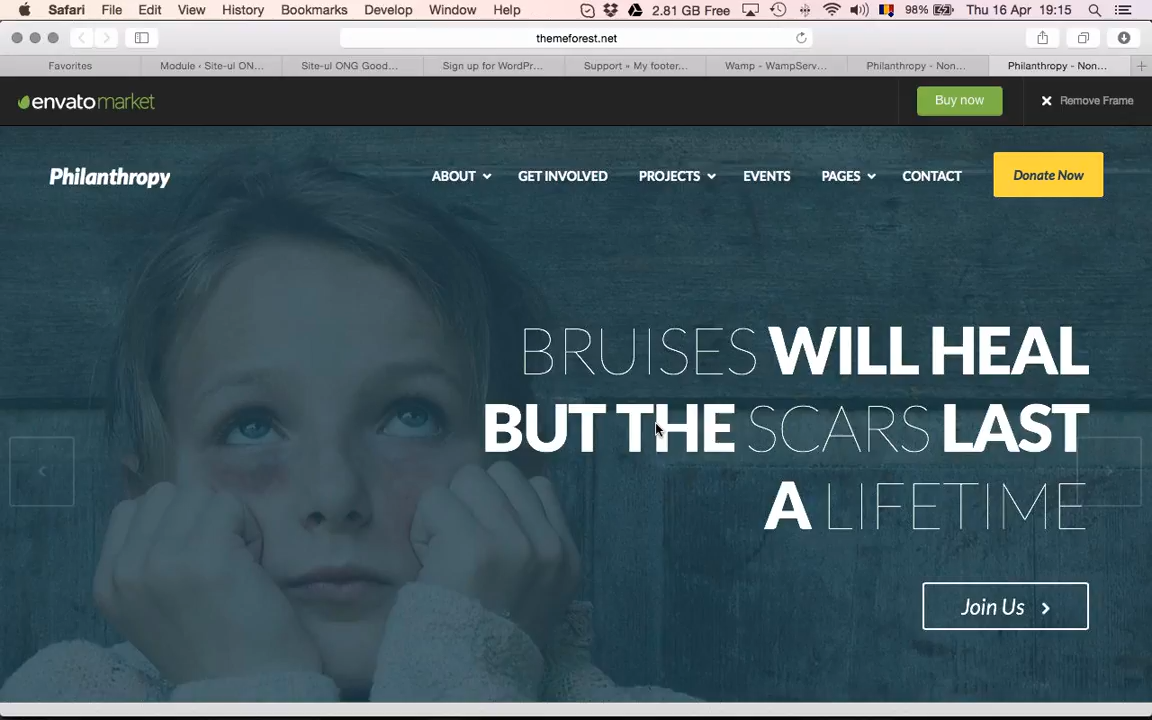 Safari File Edit View History Bookmarks Develop Window Help 2.81 GB Free 98% Thu 16 Apr 19:15
themeforest.net
Favorites Module ‹ Site-ul ON... Site-ul ONG Good... Sign up for WordPr... Support » My footer... Wamp - WampServ... Philanthropy - Non... Philanthropy - Non...
envato market Buy now Remove Frame
Philanthropy ABOUT GET INVOLVED PROJECTS EVENTS PAGES CONTACT Donate Now
BRUISES WILL HEAL
BUT THE SCARS LAST
A LIFETIME
Join Us